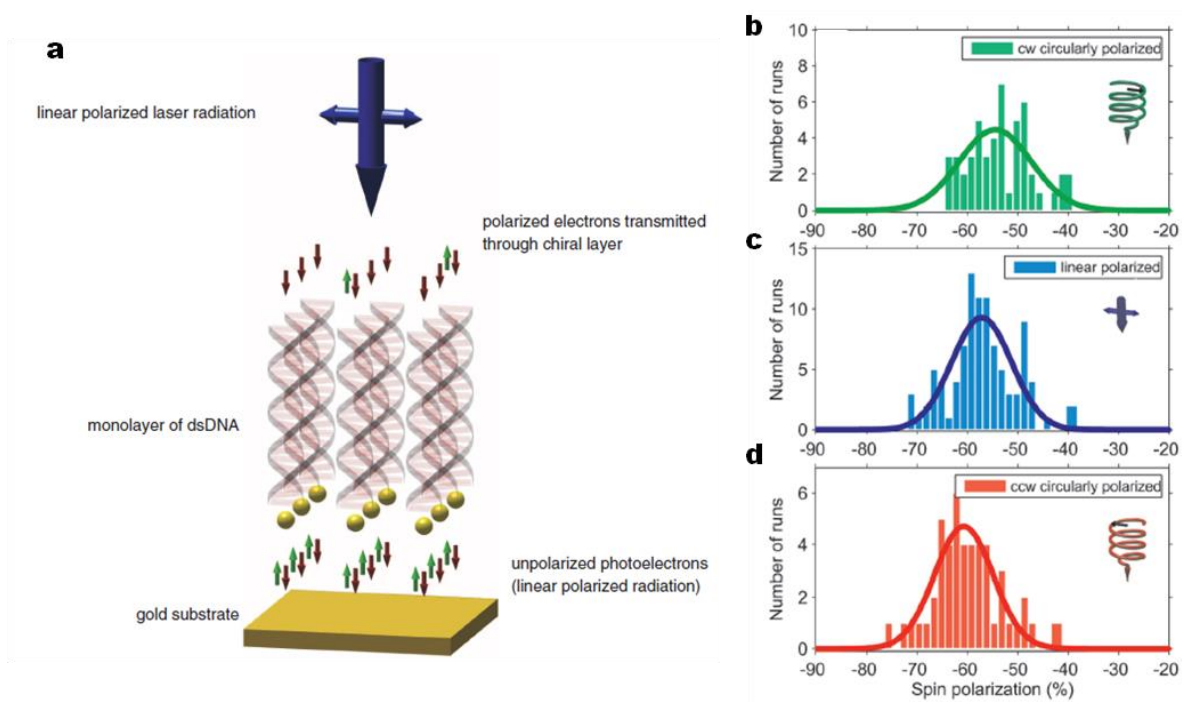 a
linear polarized laser radiation
polarized electrons transmitted
through chiral layer
monolayer of dsDNA
unpolarized photoelectrons
(linear polarized radiation)
gold substrate
b
cw circularly polarized
Number of runs
10
8
6
4
2
0
-90 -80 -70 -60 -50 -40 -30 -20
c
linear polarized
Number of runs
15
10
5
0
-90 -80 -70 -60 -50 -40 -30 -20
d
ccw circularly polarized
Number of runs
6
4
2
0
-90 -80 -70 -60 -50 -40 -30 -20
Spin polarization (%)